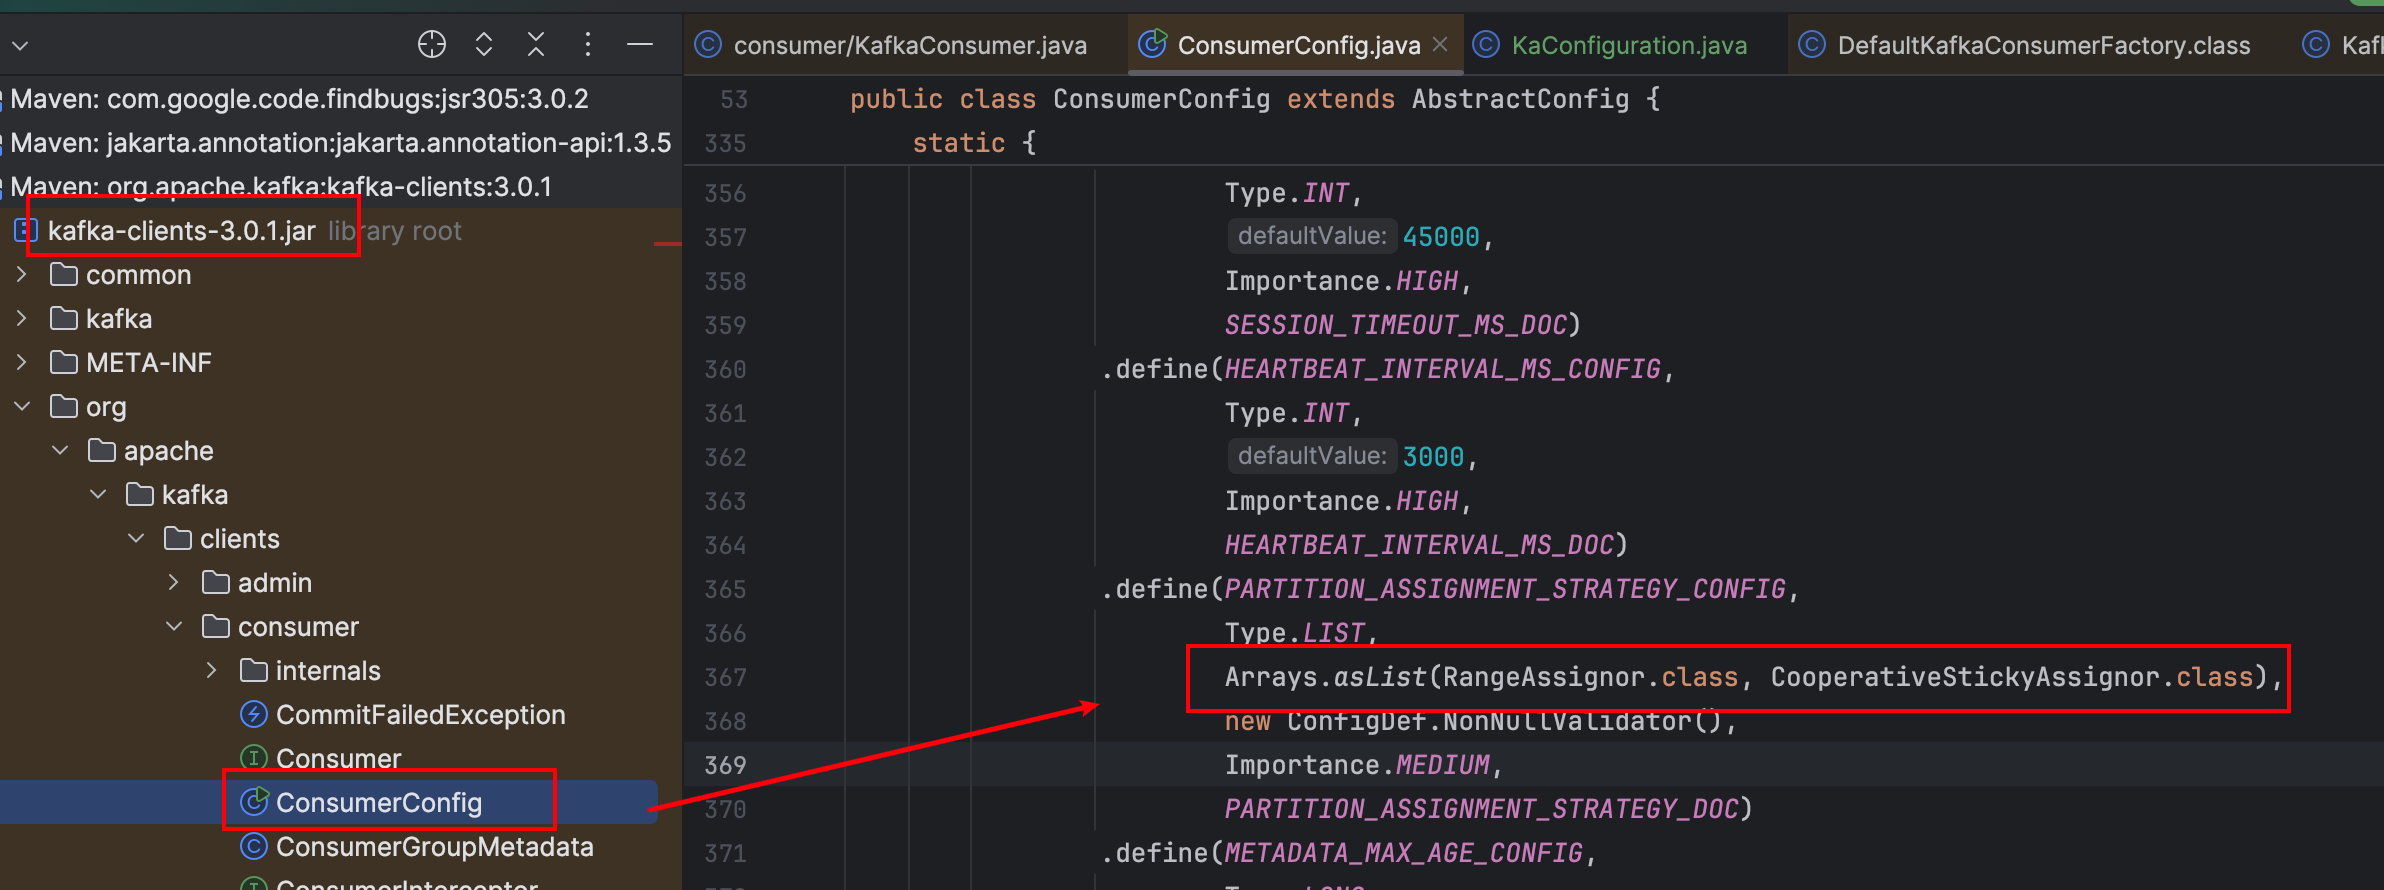 consumer/KafkaConsumer.java ConsumerConfig.java KaConfiguration.java DefaultKafkaConsumerFactory.class Kaf
Maven: com.google.code.findbugs:jsr305:3.0.2
Maven: jakarta.annotation:jakarta.annotation-api:1.3.5
Maven: org.apache.kafka:kafka-clients:3.0.1
kafka-clients-3.0.1.jar library root
common
kafka
META-INF
org
apache
kafka
clients
admin
consumer
internals
CommitFailedException
Consumer
ConsumerConfig
ConsumerGroupMetadata
ConsumerInterceptor
53 public class ConsumerConfig extends AbstractConfig {
335 static {
356 Type.INT,
357 defaultValue: 45000,
358 Importance.HIGH,
359 SESSION_TIMEOUT_MS_DOC)
360 .define(HEARTBEAT_INTERVAL_MS_CONFIG,
361 Type.INT,
362 defaultValue: 3000,
363 Importance.HIGH,
364 HEARTBEAT_INTERVAL_MS_DOC)
365 .define(PARTITION_ASSIGNMENT_STRATEGY_CONFIG,
366 Type.LIST,
367 Arrays.asList(RangeAssignor.class, CooperativeStickyAssignor.class),
368 new ConfigDef.NonNullValidator(),
369 Importance.MEDIUM,
370 PARTITION_ASSIGNMENT_STRATEGY_DOC)
371 .define(METADATA_MAX_AGE_CONFIG,